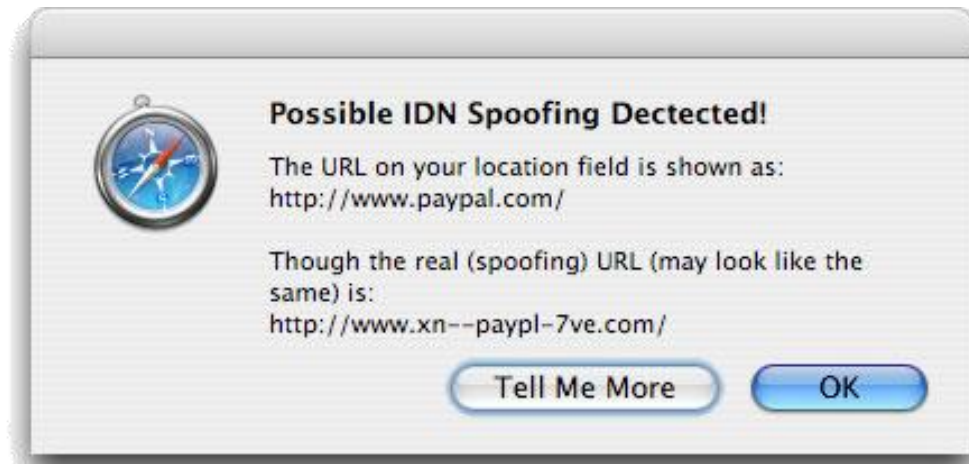 Possible IDN Spoofing Dectected!
The URL on your location field is shown as:
http://www.paypal.com/
Though the real (spoofing) URL (may look like the
same) is:
http://www.xn--paypl-7ve.com/
Tell Me More
OK